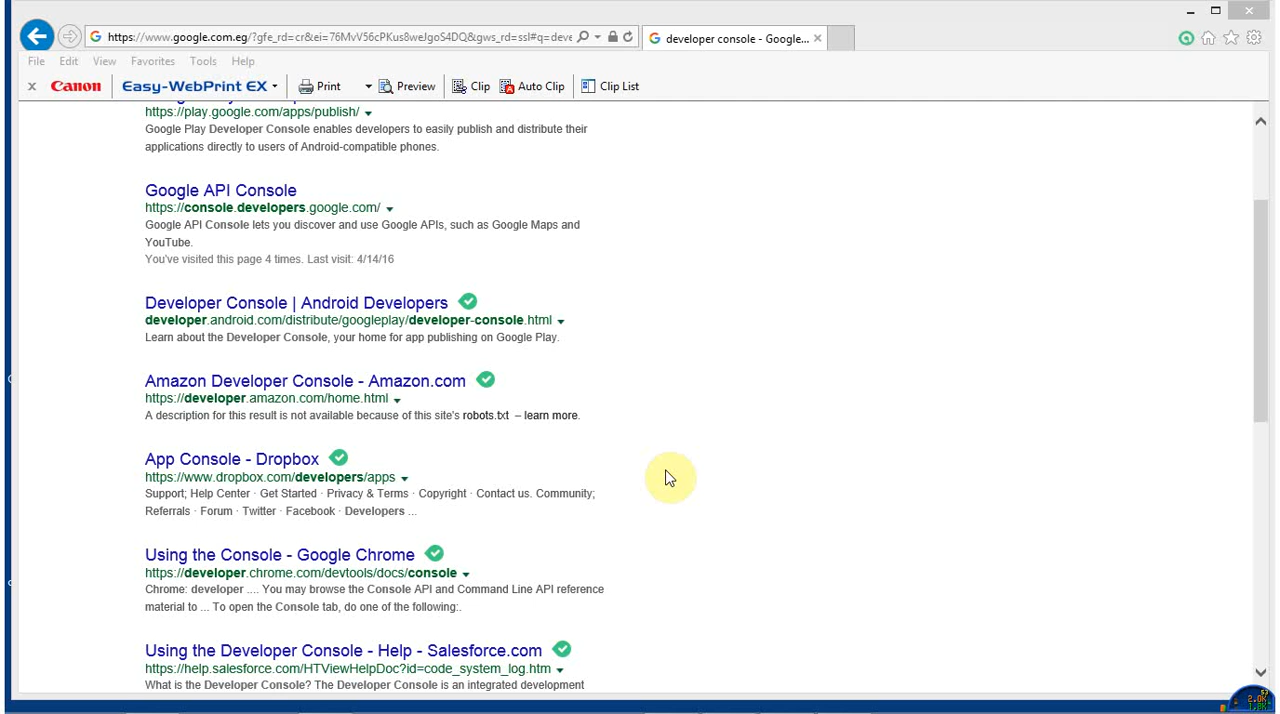 https://www.google.com.eg/?gfe_rd=cr&ei=76MvV56cPKus8weJgoS4DQ&gws_rd=ssl#q=deve
developer console - Google...
File Edit View Favorites Tools Help
x Canon Easy-WebPrint EX Print Preview Clip Auto Clip Clip List
https://play.google.com/apps/publish/
Google Play Developer Console enables developers to easily publish and distribute their
applications directly to users of Android-compatible phones.
Google API Console
https://console.developers.google.com/
Google API Console lets you discover and use Google APIs, such as Google Maps and
YouTube.
You've visited this page 4 times. Last visit: 4/14/16
Developer Console | Android Developers
developer.android.com/distribute/googleplay/developer-console.html
Learn about the Developer Console, your home for app publishing on Google Play.
Amazon Developer Console - Amazon.com
https://developer.amazon.com/home.html
A description for this result is not available because of this site's robots.txt – learn more.
App Console - Dropbox
https://www.dropbox.com/developers/apps
Support; Help Center · Get Started · Privacy & Terms · Copyright · Contact us. Community;
Referrals · Forum · Twitter · Facebook · Developers ...
Using the Console - Google Chrome
https://developer.chrome.com/devtools/docs/console
Chrome: developer .... You may browse the Console API and Command Line API reference
material to ... To open the Console tab, do one of the following:.
Using the Developer Console - Help - Salesforce.com
https://help.salesforce.com/HTViewHelpDoc?id=code_system_log.htm
What is the Developer Console? The Developer Console is an integrated development